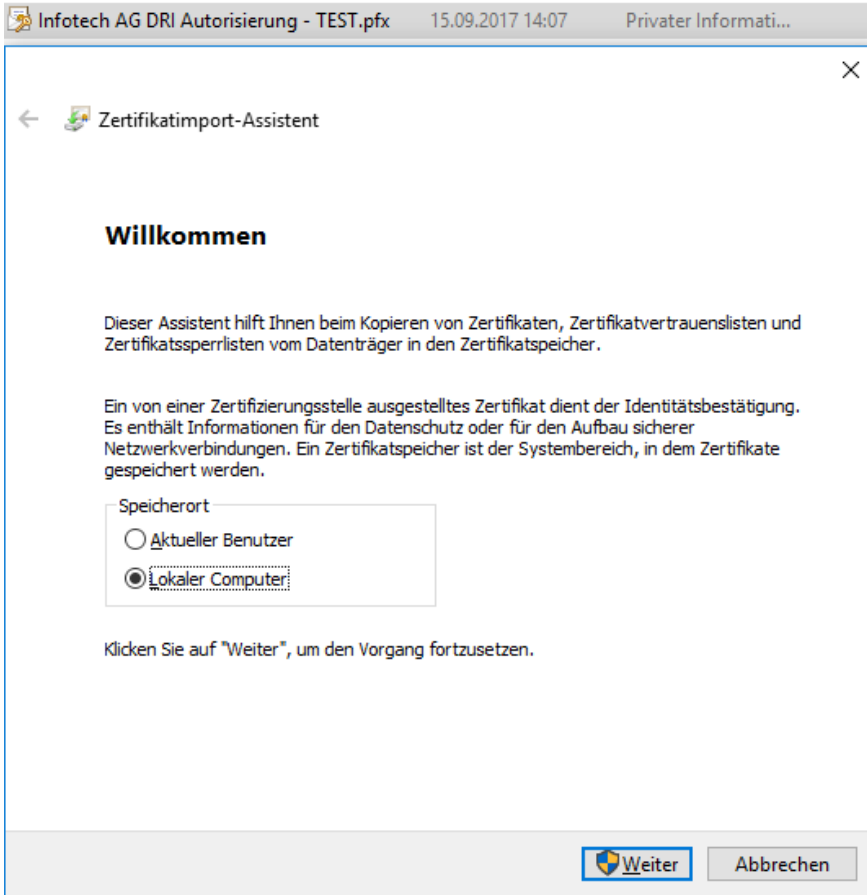 Infotech AG DRI Autorisierung - TEST.pfx 15.09.2017 14:07 Privater Informati...
Zertifikatimport-Assistent
Willkommen
Dieser Assistent hilft Ihnen beim Kopieren von Zertifikaten, Zertifikatvertrauenslisten und
Zertifikatssperrlisten vom Datenträger in den Zertifikatspeicher.
Ein von einer Zertifizierungsstelle ausgestelltes Zertifikat dient der Identitätsbestätigung.
Es enthält Informationen für den Datenschutz oder für den Aufbau sicherer
Netzwerkverbindungen. Ein Zertifikatspeicher ist der Systembereich, in dem Zertifikate
gespeichert werden.
Speicherort
Aktueller Benutzer
Lokaler Computer
Klicken Sie auf "Weiter", um den Vorgang fortzusetzen.
Weiter Abbrechen